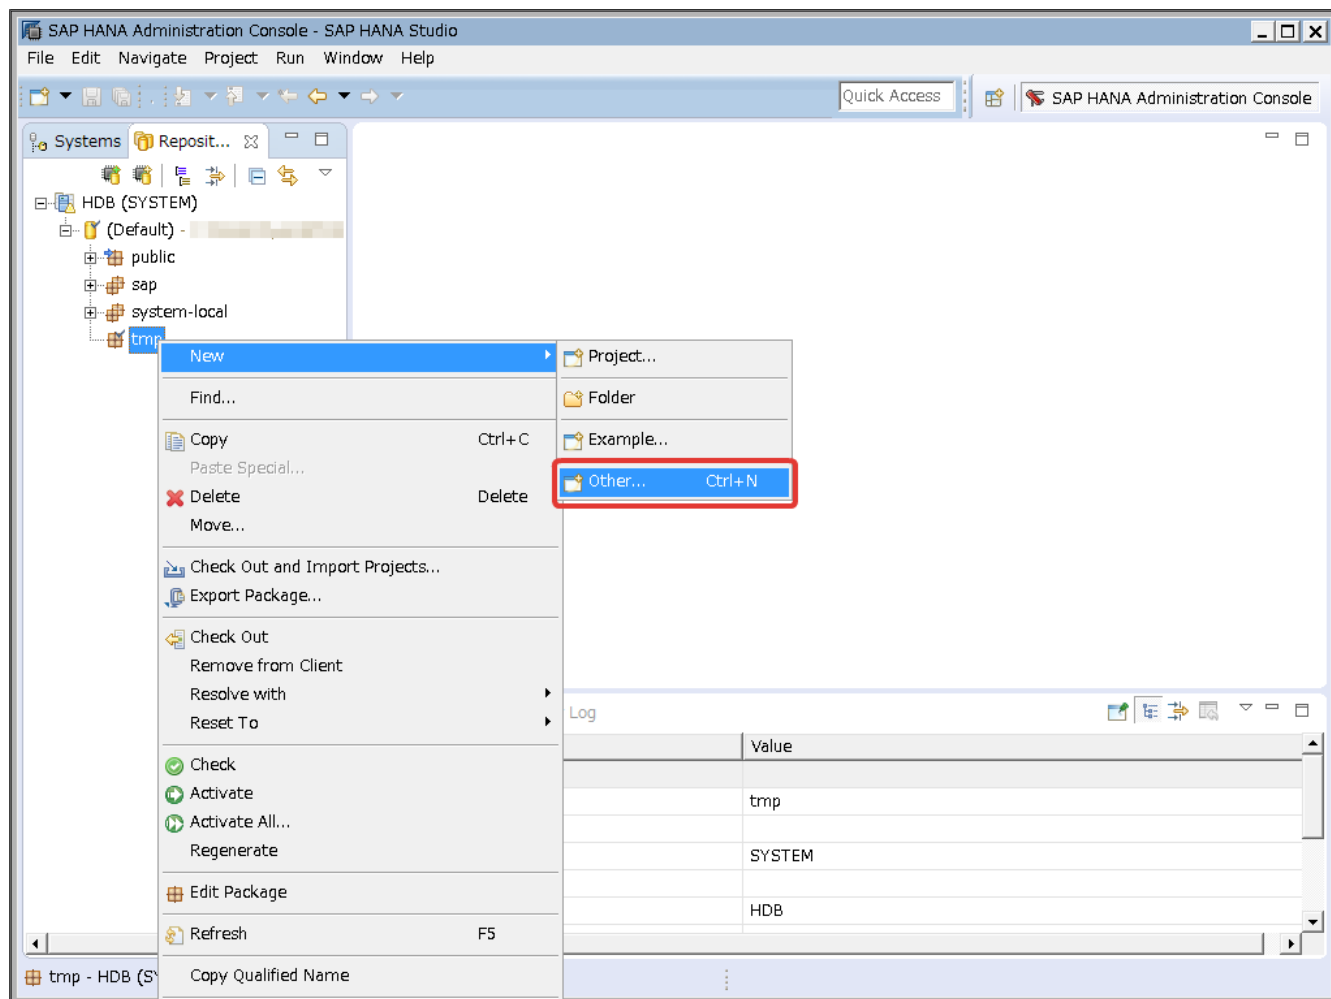 SAP HANA Administration Console - SAP HANA Studio
File Edit Navigate Project Run Window Help
Quick Access
SAP HANA Administration Console
Systems Reposit...
HDB (SYSTEM)
(Default) -
public
sap
system-local
tmp
New
Find...
Copy Ctrl+C
Paste Special...
Delete Delete
Move...
Check Out and Import Projects...
Export Package...
Check Out
Remove from Client
Resolve with
Reset To
Check
Activate
Activate All...
Regenerate
Edit Package
Refresh F5
Copy Qualified Name
Project...
Folder
Example...
Other... Ctrl+N
Log
Value
tmp
SYSTEM
HDB
tmp - HDB (SY